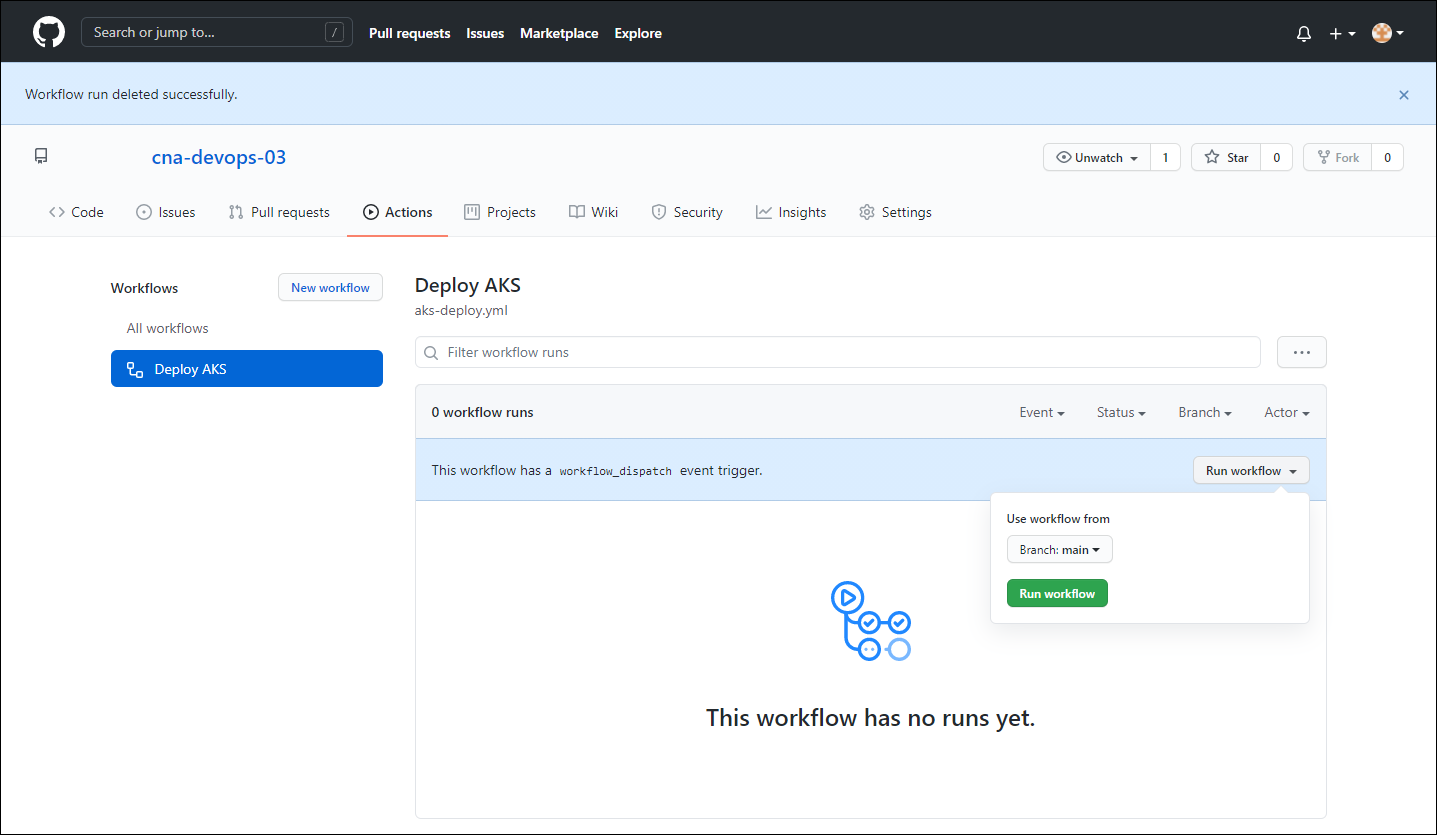 Search or jump to... /
Pull requests Issues Marketplace Explore
Workflow run deleted successfully.
cna-devops-03
Unwatch 1 Star 0 Fork 0
Code Issues Pull requests Actions Projects Wiki Security Insights Settings
Workflows New workflow
All workflows
Deploy AKS
Deploy AKS
aks-deploy.yml
Filter workflow runs
0 workflow runs Event Status Branch Actor
This workflow has a workflow_dispatch event trigger. Run workflow
Use workflow from
Branch: main
Run workflow
This workflow has no runs yet.